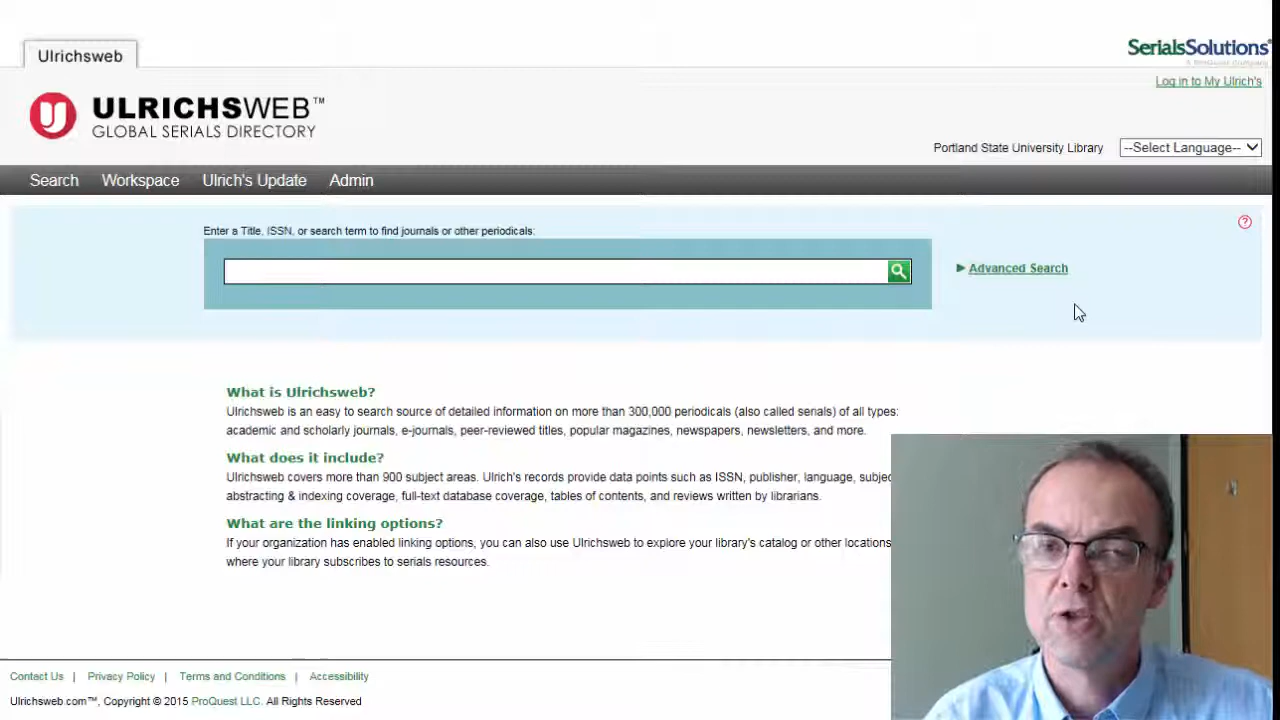 Ulrichsweb
SerialsSolutions
Log in to My Ulrich's
ULRICHSWEB™
GLOBAL SERIALS DIRECTORY
Portland State University Library --Select Language--
Search Workspace Ulrich's Update Admin
Enter a Title, ISSN, or search term to find journals or other periodicals:
Advanced Search
What is Ulrichsweb?
Ulrichsweb is an easy to search source of detailed information on more than 300,000 periodicals (also called serials) of all types:
academic and scholarly journals, e-journals, peer-reviewed titles, popular magazines, newspapers, newsletters, and more.
What does it include?
Ulrichsweb covers more than 900 subject areas. Ulrich's records provide data points such as ISSN, publisher, language, subje
abstracting & indexing coverage, full-text database coverage, tables of contents, and reviews written by librarians.
What are the linking options?
If your organization has enabled linking options, you can also use Ulrichsweb to explore your library's catalog or other locations
where your library subscribes to serials resources.
Contact Us | Privacy Policy | Terms and Conditions | Accessibility
Ulrichsweb.com™, Copyright © 2015 ProQuest LLC. All Rights Reserved